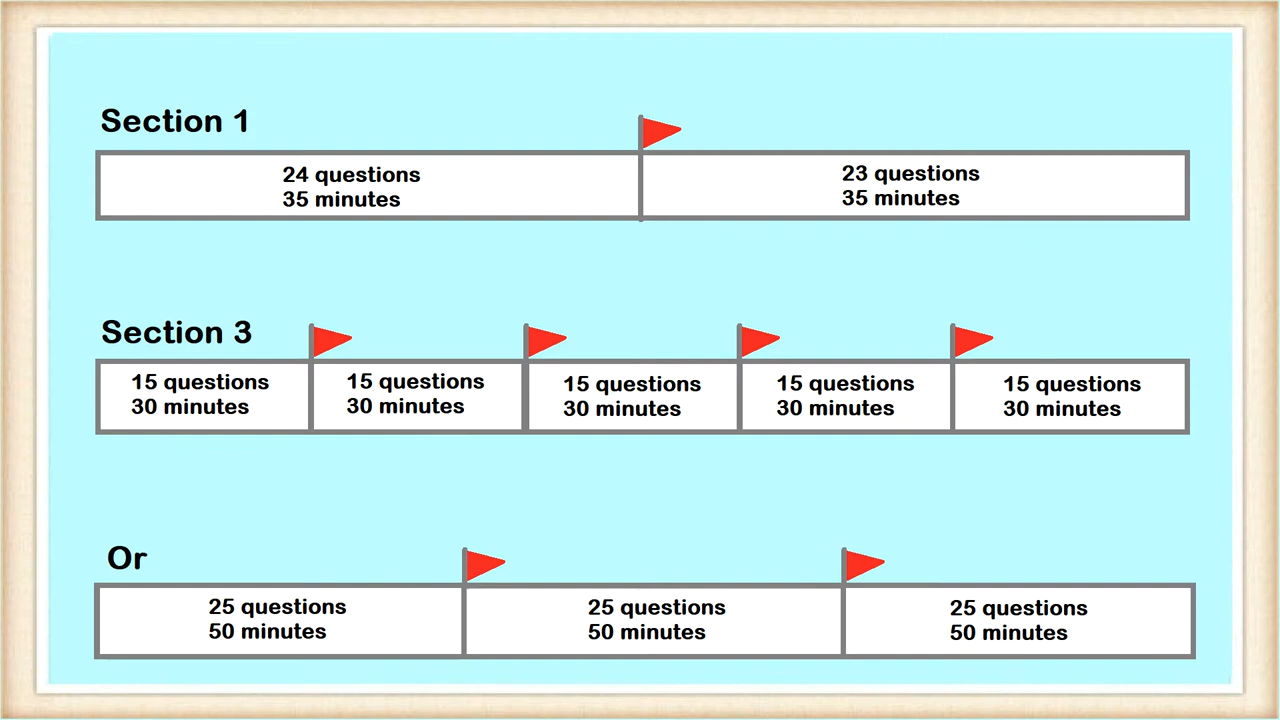 Section 1
24 questions
35 minutes
23 questions
35 minutes
Section 3
15 questions
30 minutes
15 questions
30 minutes
15 questions
30 minutes
15 questions
30 minutes
15 questions
30 minutes
Or
25 questions
50 minutes
25 questions
50 minutes
25 questions
50 minutes